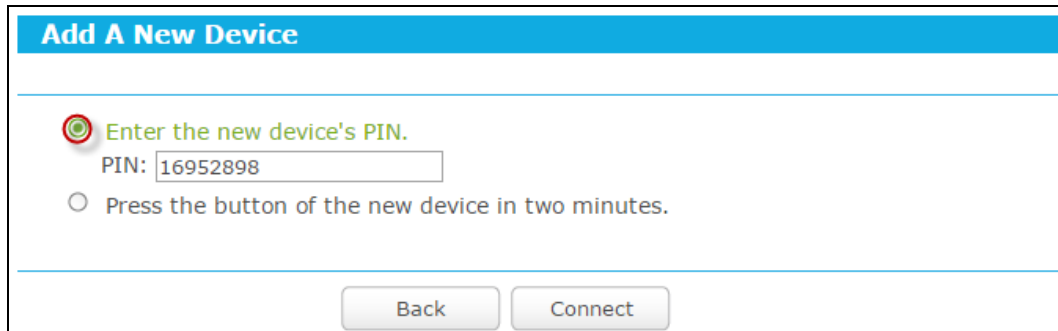 Add A New Device
Enter the new device's PIN.
PIN: 16952898
Press the button of the new device in two minutes.
Back Connect